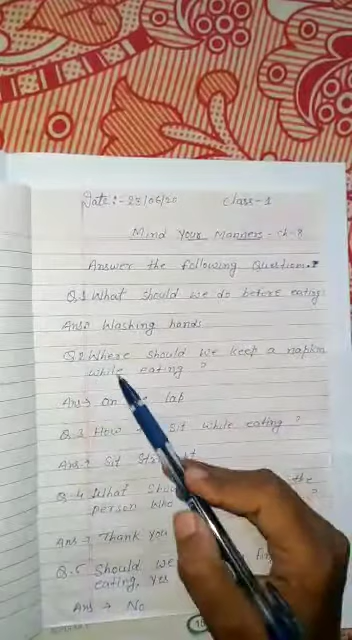 Date:- 25/06/20 Class-1
Mind Your Manners - Ch-8
Answer the following Question.
Q.1 What should we do before eating
Ans Washing hands
Q.2 Where should we keep a napkin
while eating ?
Ans on lap
Q.3 How Sit while eating ?
Ans Sit
Q.4 What the
person who ?
Ans Thank You
Q.5 Should we
eating, Yes
Ans → No